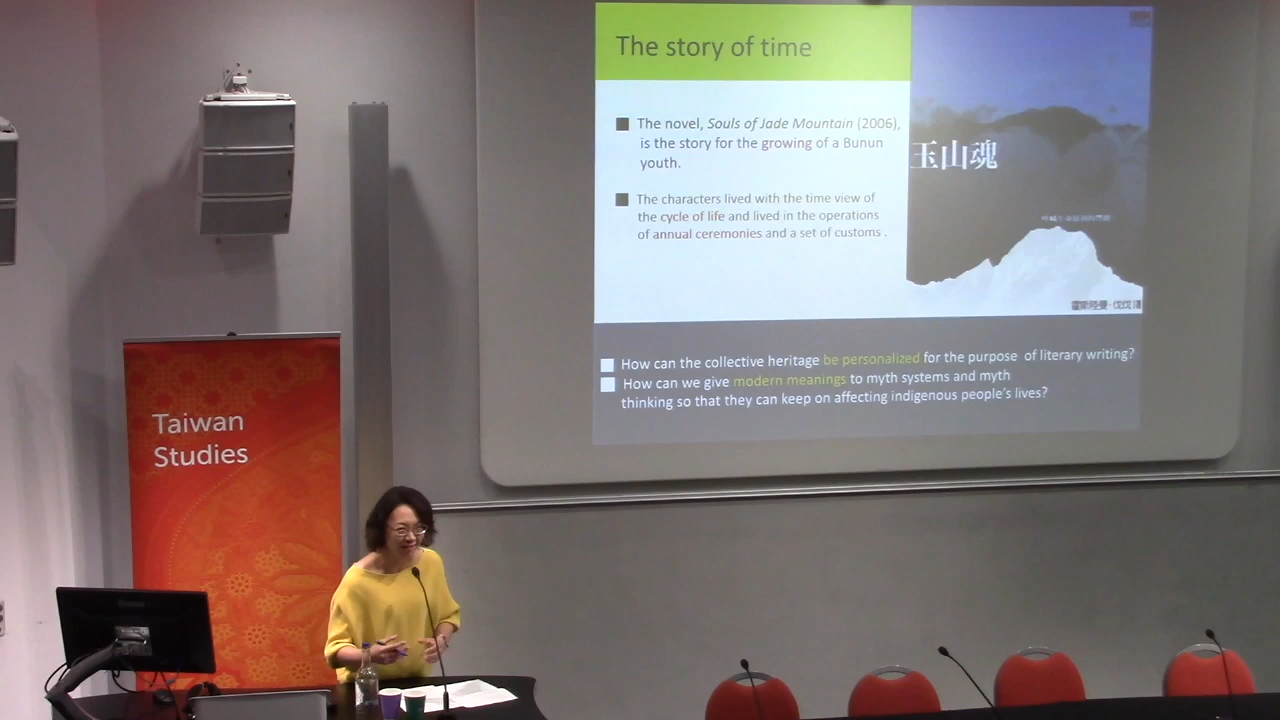 The story of time
The novel, Souls of Jade Mountain (2006),
is the story for the growing of a Bunun
youth.
The characters lived with the time view of
the cycle of life and lived in the operations
of annual ceremonies and a set of customs .
玉山魂
How can the collective heritage be personalized for the purpose of literary writing?
How can we give modern meanings to myth systems and myth
thinking so that they can keep on affecting indigenous people's lives?
Taiwan
Studies